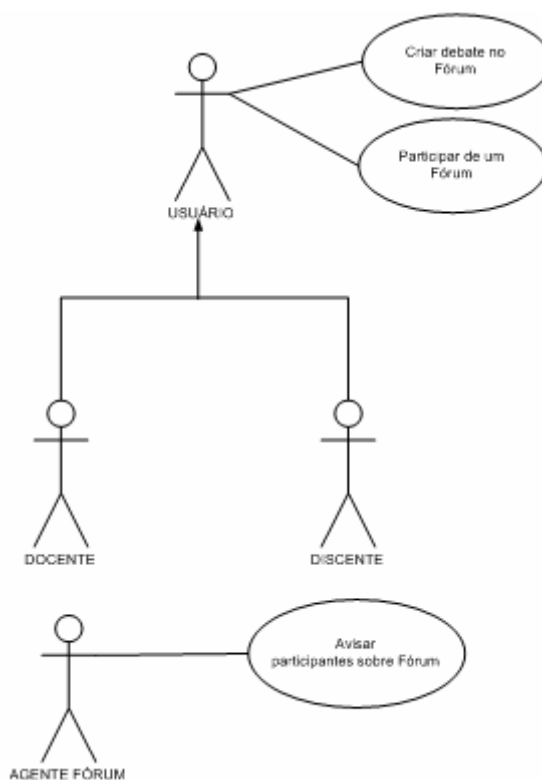 Criar debate no
Fórum
Participar de um
Fórum
USUÁRIO
DOCENTE
DISCENTE
Avisar
participantes sobre Fórum
AGENTE FÓRUM